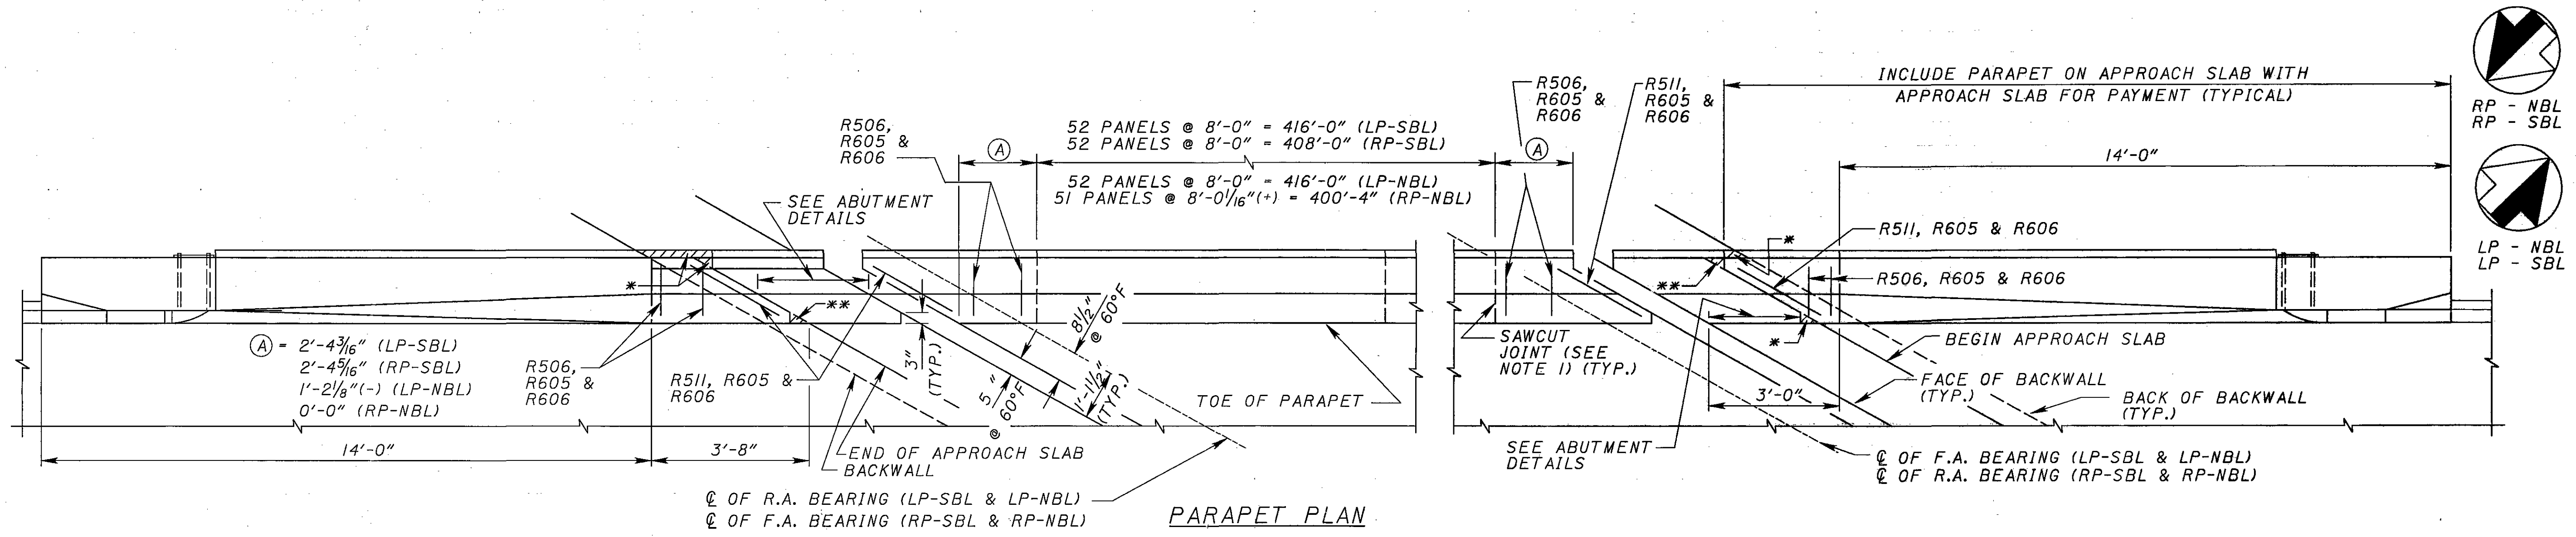 INCLUDE PARAPET ON APPROACH SLAB WITH
APPROACH SLAB FOR PAYMENT (TYPICAL)
RP - NBL
RP - SBL
LP - NBL
LP - SBL
14'-0"
R506,
R605 &
R606
R511,
R605 &
R606
R506,
R605 &
R606
A
52 PANELS @ 8'-0" = 416'-0" (LP-SBL)
52 PANELS @ 8'-0" = 408'-0" (RP-SBL)
52 PANELS @ 8'-0" = 416'-0" (LP-NBL)
51 PANELS @ 8'-0 1/16"(+) = 400'-4" (RP-NBL)
A
SEE ABUTMENT
DETAILS
R511, R605 & R606
R506, R605 & R606
*
**
*
**
*
A = 2'-4 3/16" (LP-SBL)
2'-4 5/16" (RP-SBL)
1'-2 1/8"(-) (LP-NBL)
0'-0" (RP-NBL)
R506,
R605 &
R606
R511, R605 &
R606
3"
(TYP.)
5"
@ 60°F
8 1/2"
@ 60°F
1'-1 1/2"
(TYP.)
TOE OF PARAPET
SAWCUT
JOINT (SEE
NOTE 1) (TYP.)
BEGIN APPROACH SLAB
FACE OF BACKWALL
(TYP.)
BACK OF BACKWALL
(TYP.)
3'-0"
SEE ABUTMENT
DETAILS
14'-0"
3'-8"
END OF APPROACH SLAB
BACKWALL
℄ OF R.A. BEARING (LP-SBL & LP-NBL)
℄ OF F.A. BEARING (RP-SBL & RP-NBL)
℄ OF F.A. BEARING (LP-SBL & LP-NBL)
℄ OF R.A. BEARING (RP-SBL & RP-NBL)
PARAPET PLAN